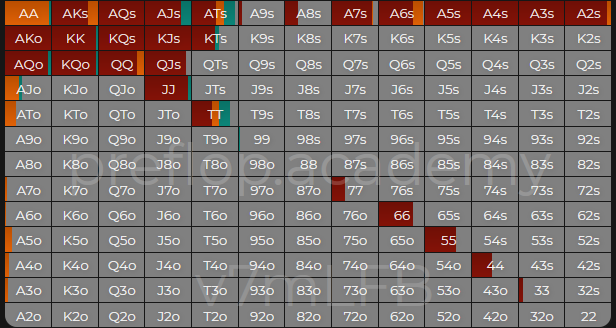 AA AKs AQs AJs ATs A9s A8s A7s A6s A5s A4s A3s A2s
AKo KK KQs KJs KTs K9s K8s K7s K6s K5s K4s K3s K2s
AQo KQo QQ QJs QTs Q9s Q8s Q7s Q6s Q5s Q4s Q3s Q2s
AJo KJo QJo JJ JTs J9s J8s J7s J6s J5s J4s J3s J2s
ATo KTo QTo JTo TT T9s T8s T7s T6s T5s T4s T3s T2s
A9o K9o Q9o J9o T9o 99 98s 97s 96s 95s 94s 93s 92s
A8o K8o Q8o J8o T8o 98o 88 87s 86s 85s 84s 83s 82s
preflop.academy
A7o K7o Q7o J7o T7o 97o 87o 77 76s 75s 74s 73s 72s
A6o K6o Q6o J6o T6o 96o 86o 76o 66 65s 64s 63s 62s
A5o K5o Q5o J5o T5o 95o 85o 75o 65o 55 54s 53s 52s
A4o K4o Q4o J4o T4o 94o 84o 74o 64o 54o 44 43s 42s
v7mLFB
A3o K3o Q3o J3o T3o 93o 83o 73o 63o 53o 43o 33 32s
A2o K2o Q2o J2o T2o 92o 82o 72o 62o 52o 42o 32o 22